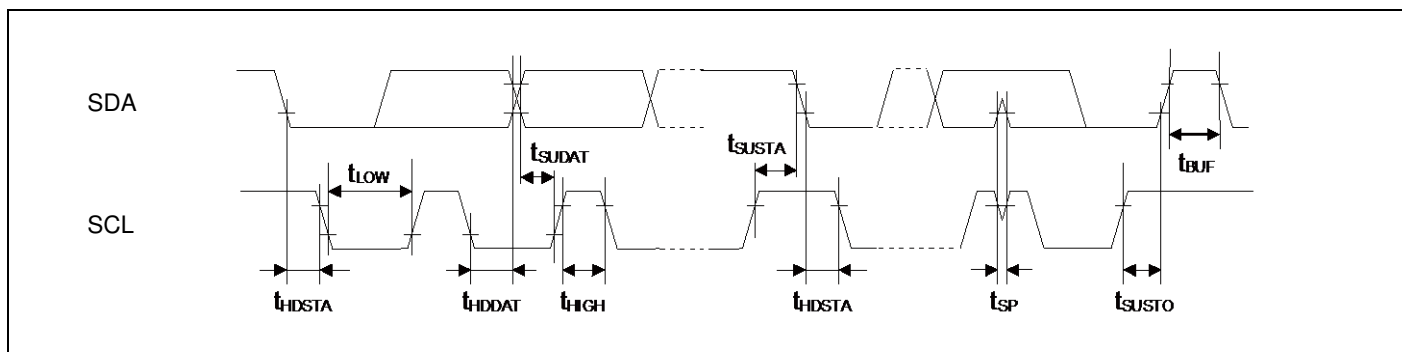 SDA
tSUDAT
tSUSTA
tBUF
tLOW
SCL
tHDSTA
tHDDAT
tHIGH
tHDSTA
tSP
tSUSTO